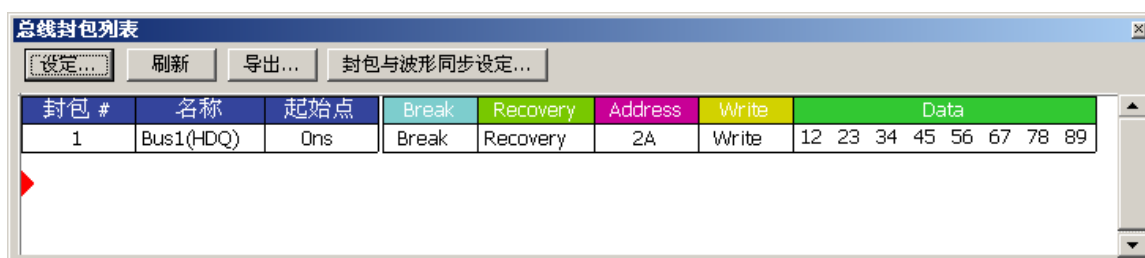 总线封包列表
设定... 刷新 导出... 封包与波形同步设定...
封包 # 名称 起始点 Break Recovery Address Write Data
1 Bus1(HDQ) 0ns Break Recovery 2A Write 12 23 34 45 56 67 78 89